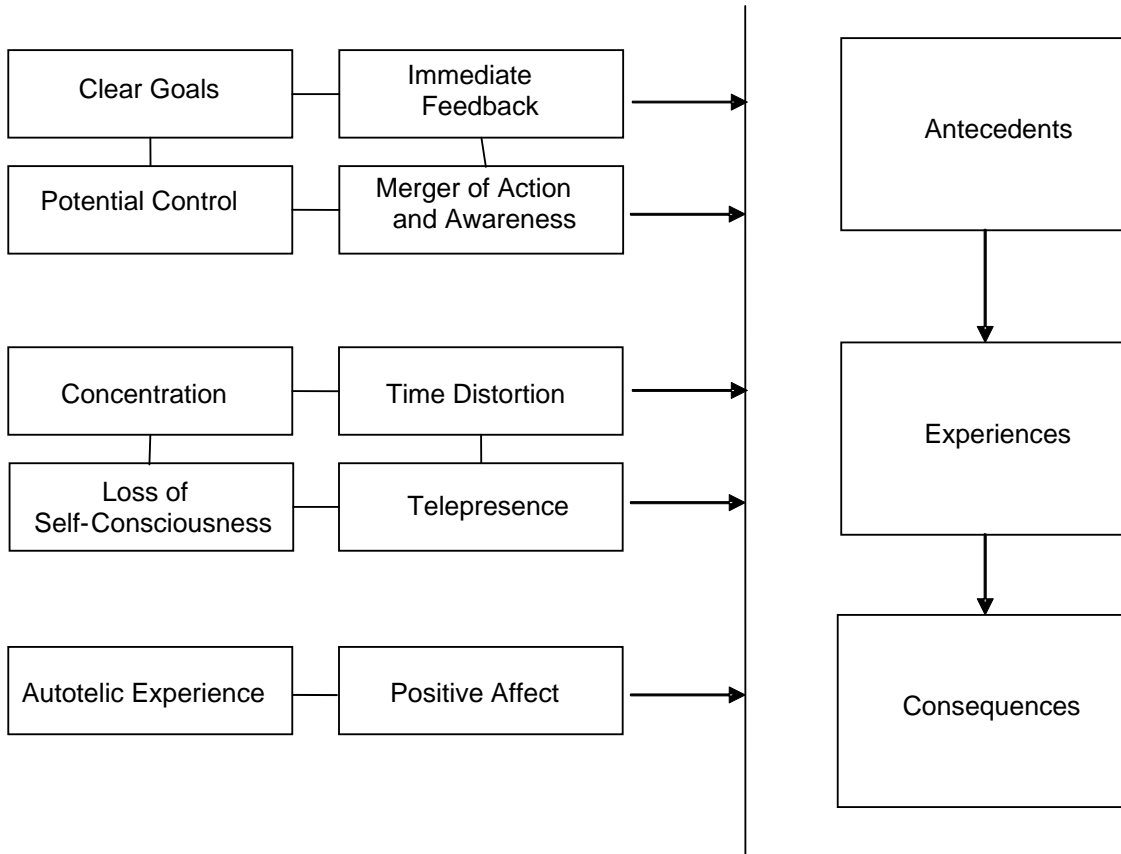 Clear Goals
Immediate
Feedback
Antecedents
Potential Control
Merger of Action
and Awareness
Concentration
Time Distortion
Experiences
Loss of
Self-Consciousness
Telepresence
Autotelic Experience
Positive Affect
Consequences